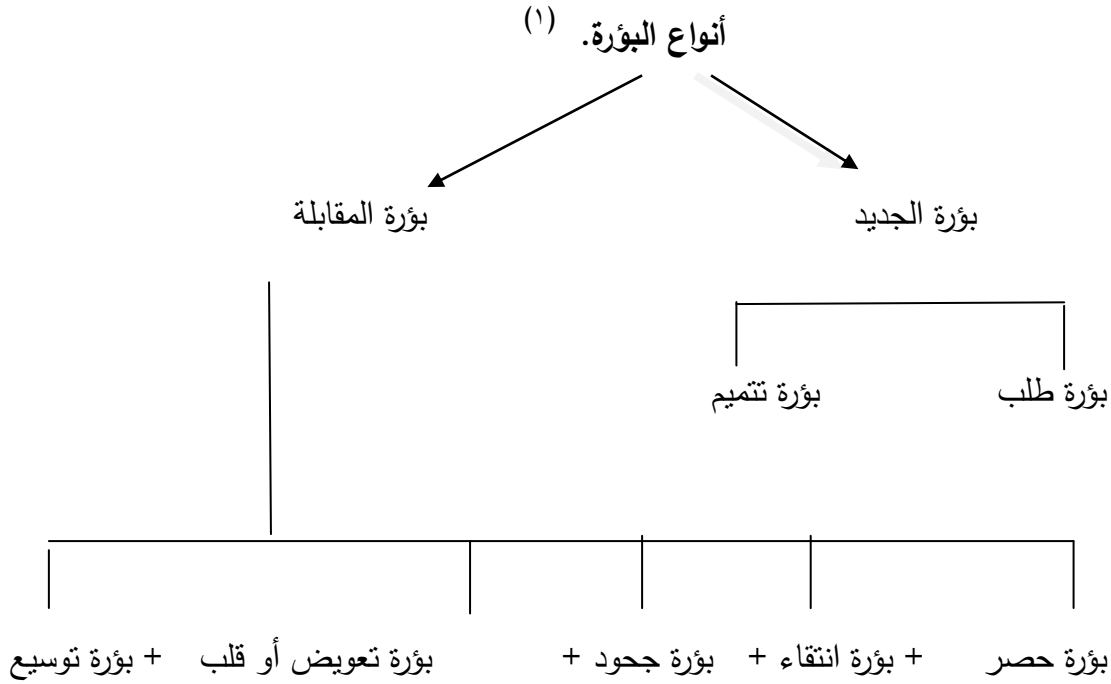 أنواع البؤرة. (١)
بؤرة الجديد بؤرة المقابلة
بؤرة طلب بؤرة تتميم
بؤرة حصر + بؤرة انتقاء + بؤرة جحود + بؤرة تعويض أو قلب + بؤرة توسيع